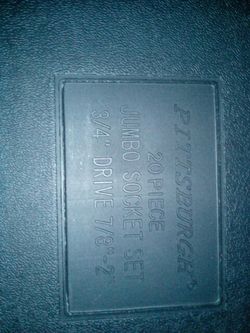 PITTSBURGH
20 PIECE
JUMBO SOCKET SET
3/4" DRIVE 7/8"-2"